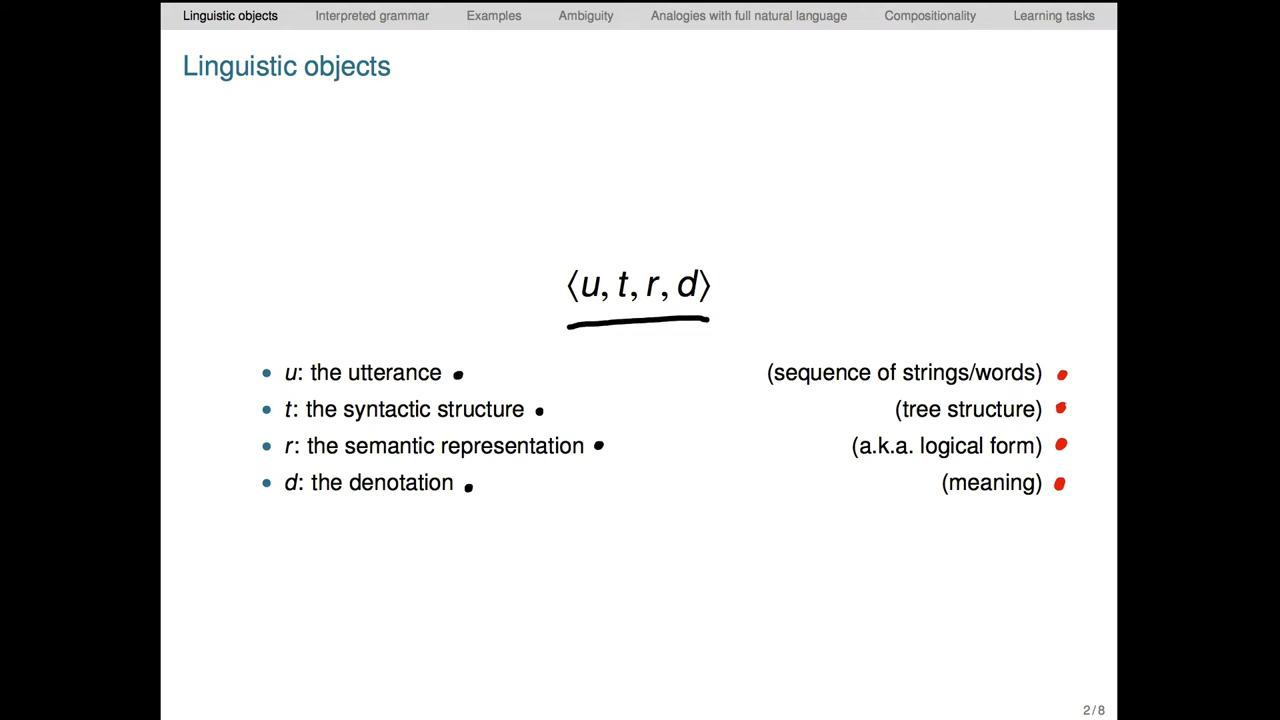 Linguistic objects Interpreted grammar Examples Ambiguity Analogies with full natural language Compositionality Learning tasks
Linguistic objects
⟨u, t, r, d⟩
• u: the utterance (sequence of strings/words)
• t: the syntactic structure (tree structure)
• r: the semantic representation (a.k.a. logical form)
• d: the denotation (meaning)
2/8